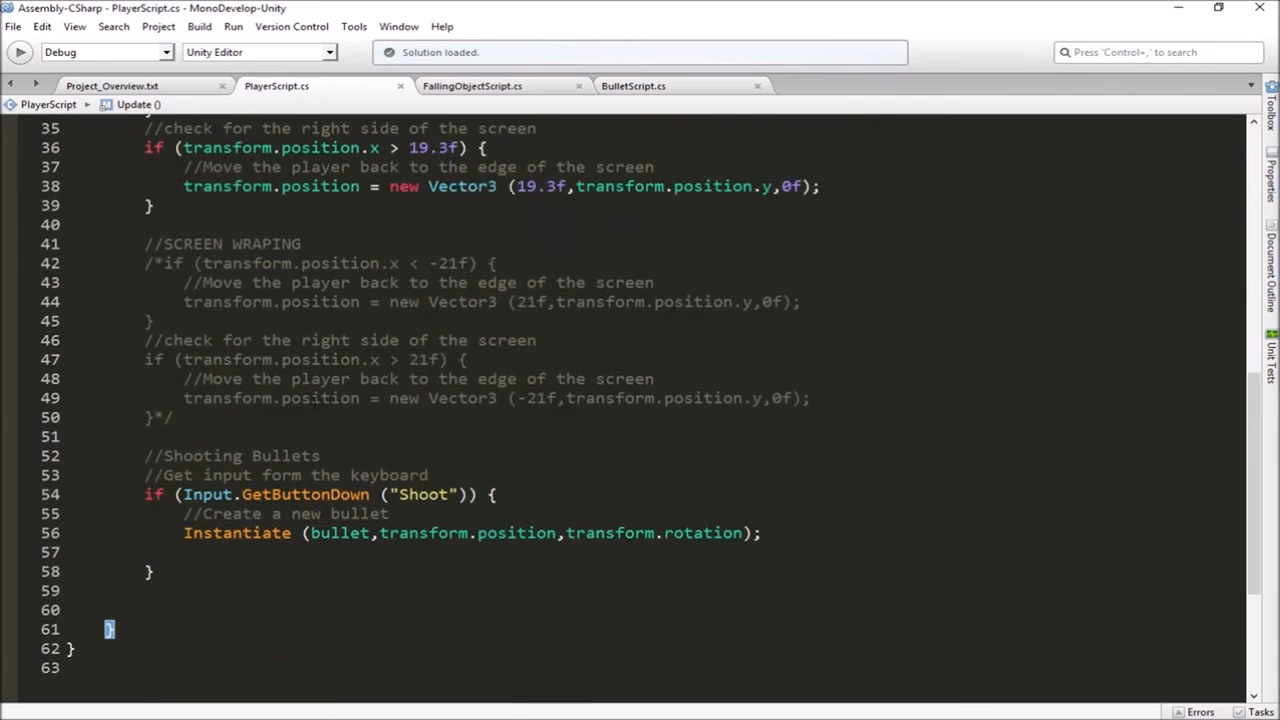 Assembly-CSharp - PlayerScript.cs - MonoDevelop-Unity
File Edit View Search Project Build Run Version Control Tools Window Help
Debug Unity Editor Solution loaded. Press 'Control+,' to search
Project_Overview.txt PlayerScript.cs FallingObjectScript.cs BulletScript.cs
PlayerScript Update ()
35 //check for the right side of the screen
36 if (transform.position.x > 19.3f) {
37 //Move the player back to the edge of the screen
38 transform.position = new Vector3 (19.3f,transform.position.y,0f);
39 }
40
41 //SCREEN WRAPING
42 /*if (transform.position.x < -21f) {
43 //Move the player back to the edge of the screen
44 transform.position = new Vector3 (21f,transform.position.y,0f);
45 }
46 //check for the right side of the screen
47 if (transform.position.x > 21f) {
48 //Move the player back to the edge of the screen
49 transform.position = new Vector3 (-21f,transform.position.y,0f);
50 }*/
51
52 //Shooting Bullets
53 //Get input form the keyboard
54 if (Input.GetButtonDown ("Shoot")) {
55 //Create a new bullet
56 Instantiate (bullet,transform.position,transform.rotation);
57
58 }
59
60
61 }
62 }
63
Toolbox
Properties
Document Outline
Unit Tests
Errors Tasks